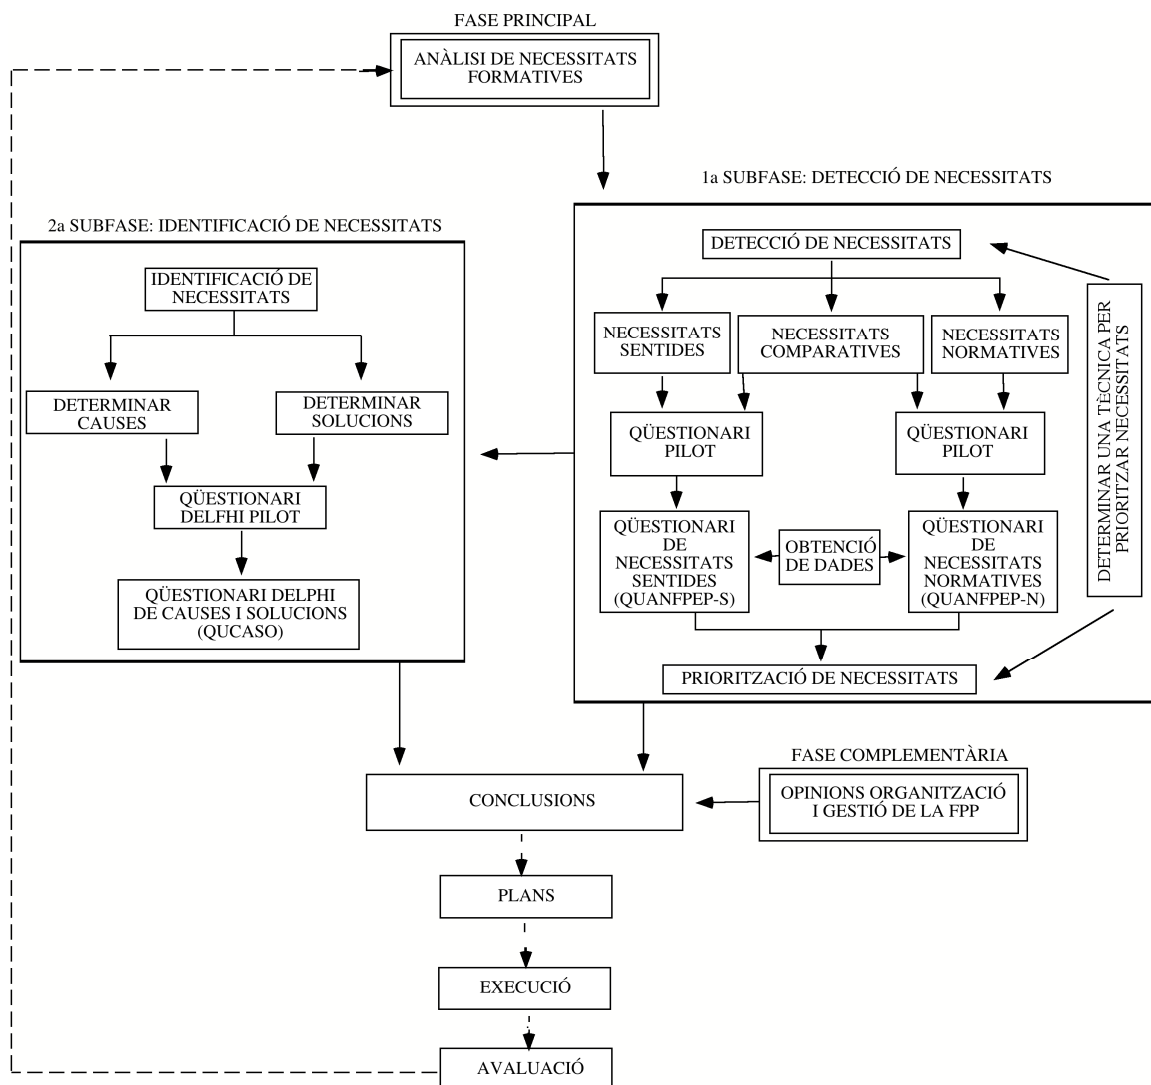 FASE PRINCIPAL
ANÀLISI DE NECESSITATS
FORMATIVES
1a SUBFASE: DETECCIÓ DE NECESSITATS
DETECCIÓ DE NECESSITATS
NECESSITATS
SENTIDES
NECESSITATS
COMPARATIVES
NECESSITATS
NORMATIVES
QÜESTIONARI
PILOT
QÜESTIONARI
PILOT
QÜESTIONARI
DE
NECESSITATS
SENTIDES
(QUANFPEP-S)
OBTENCIÓ
DE DADES
QÜESTIONARI
DE
NECESSITATS
NORMATIVES
(QUANFPEP-N)
PRIORITZACIÓ DE NECESSITATS
DETERMINAR UNA TÈCNICA PER
PRIORITZAR NECESSITATS
2a SUBFASE: IDENTIFICACIÓ DE NECESSITATS
IDENTIFICACIÓ DE
NECESSITATS
DETERMINAR
CAUSES
DETERMINAR
SOLUCIONS
QÜESTIONARI
DELFHI PILOT
QÜESTIONARI DELPHI
DE CAUSES I SOLUCIONS
(QUCASO)
FASE COMPLEMENTÀRIA
OPINIONS ORGANITZACIÓ
I GESTIÓ DE LA FPP
CONCLUSIONS
PLANS
EXECUCIÓ
AVALUACIÓ